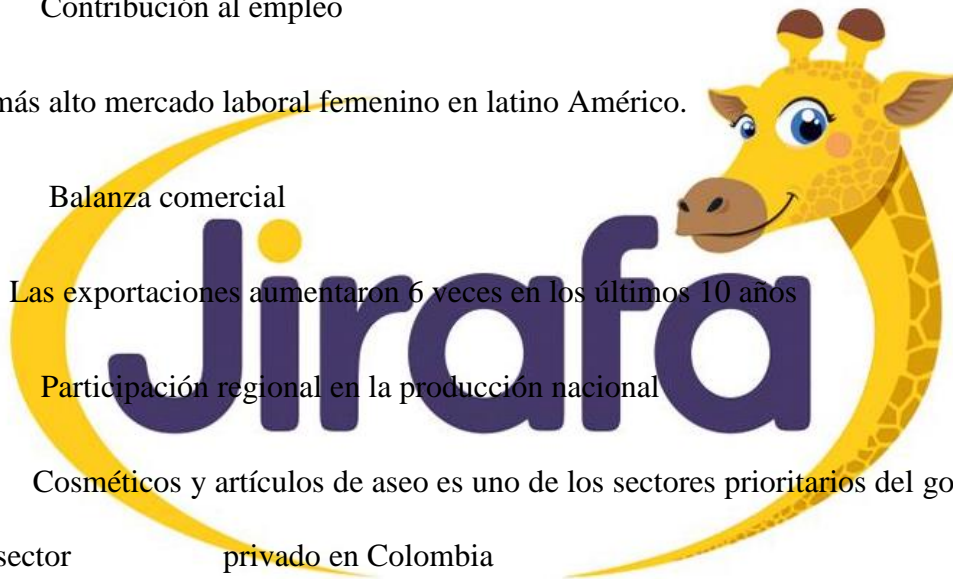 Contribución al empleo
más alto mercado laboral femenino en latino Américo.
Balanza comercial
Jirafa
Las exportaciones aumentaron 6 veces en los últimos 10 años
Participación regional en la producción nacional
Cosméticos y artículos de aseo es uno de los sectores prioritarios del go
sector privado en Colombia